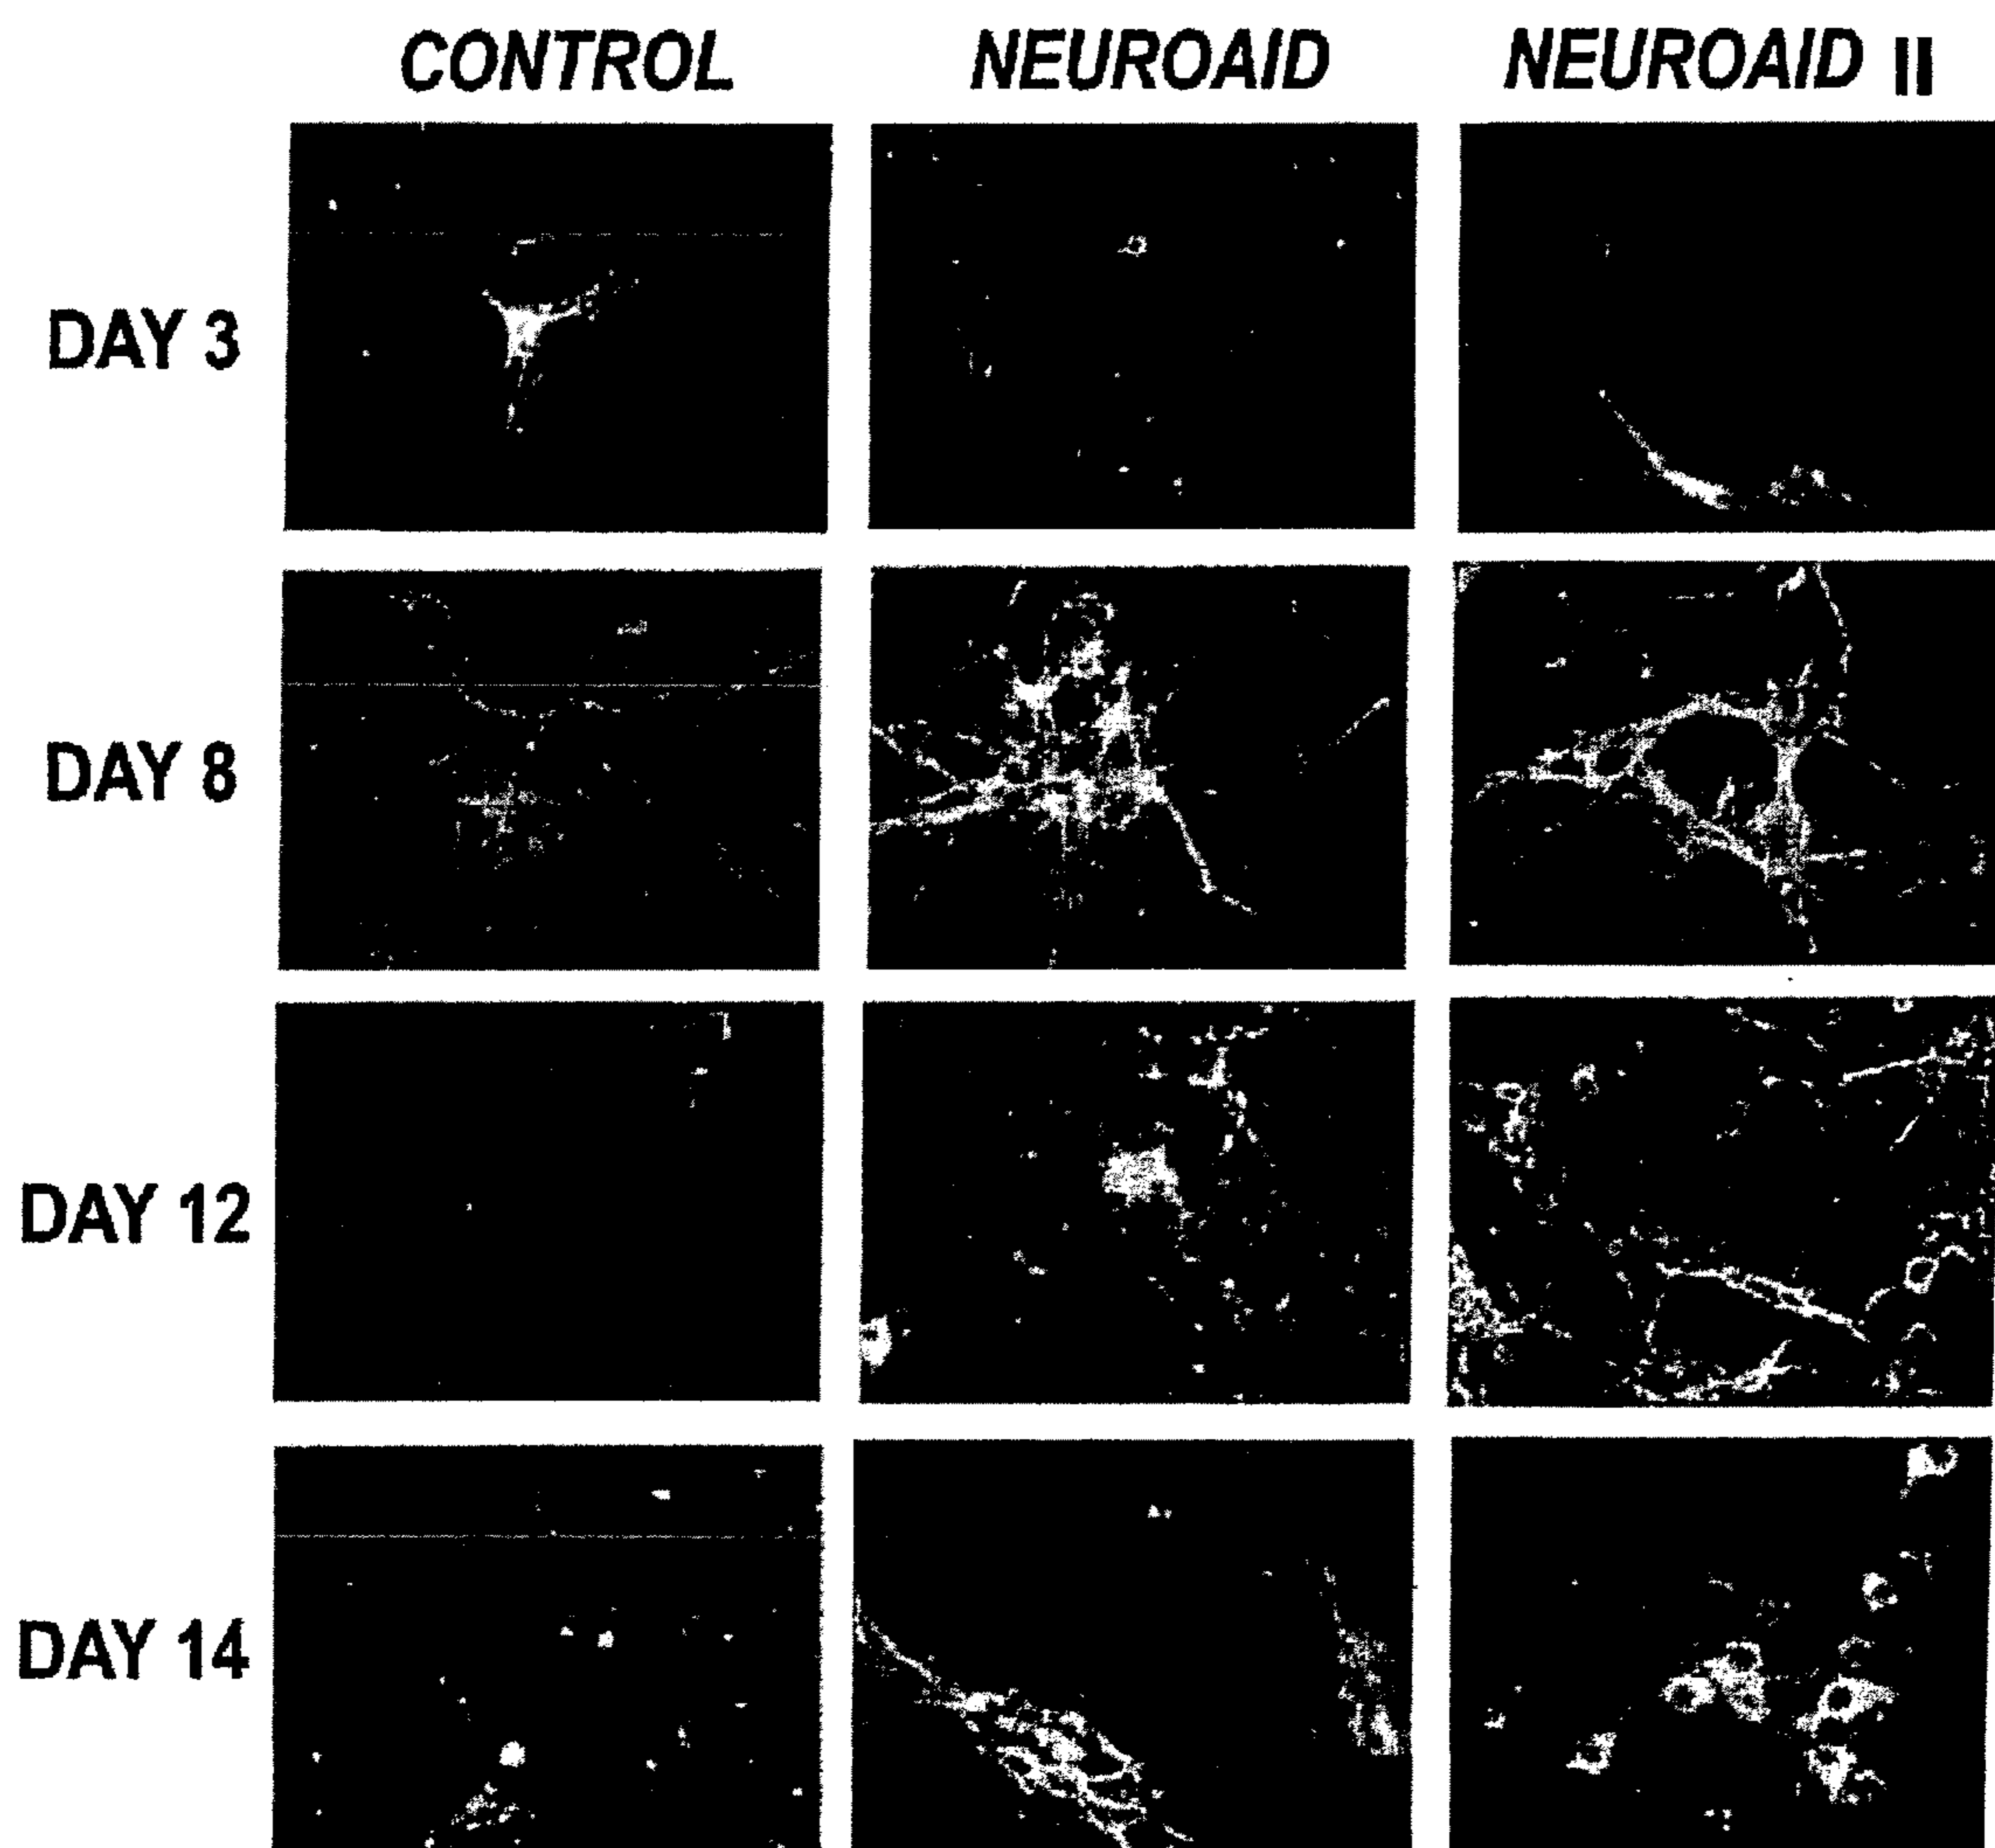 CONTROL NEUROAID NEUROAID II
DAY 3
DAY 8
DAY 12
DAY 14